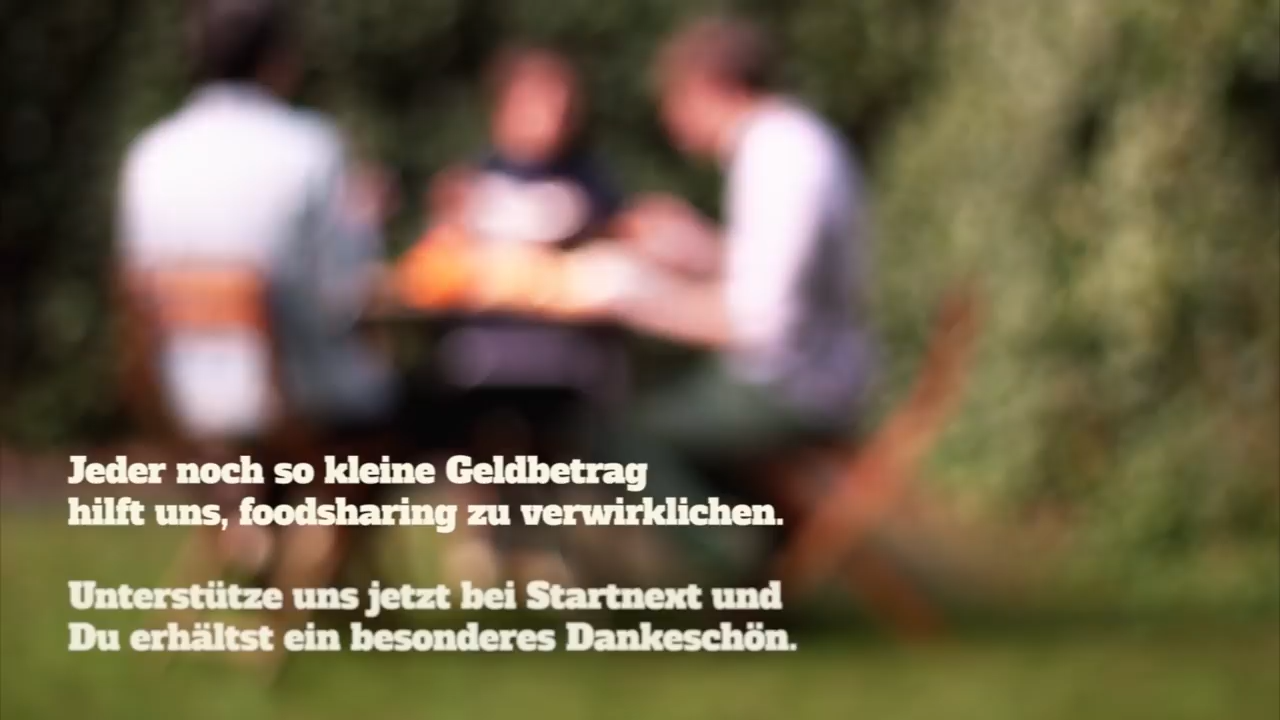 Jeder noch so kleine Geldbetrag
hilft uns, foodsharing zu verwirklichen.
Unterstütze uns jetzt bei Startnext und
Du erhältst ein besonderes Dankeschön.